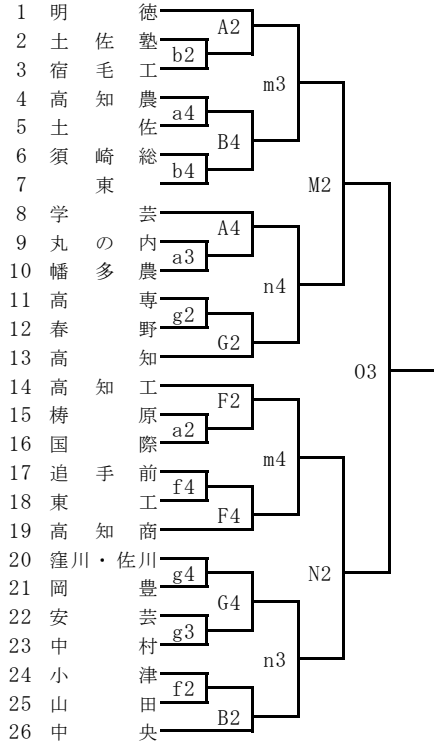 1 明徳
A2
2 土佐塾
b2
3 宿毛工
m3
4 高知農
a4
5 土佐
B4
6 須崎総
b4
7 東
M2
8 学芸
A4
9 丸の内
a3
10 幡多農
n4
11 高専
g2
12 春野
G2
13 高知
O3
14 高知工
F2
15 梼原
a2
16 国際
m4
17 追手前
f4
18 東工
F4
19 高知商
N2
20 窪川・佐川
g4
21 岡豊
G4
22 安芸
g3
23 中村
n3
24 小津
f2
25 山田
B2
26 中央